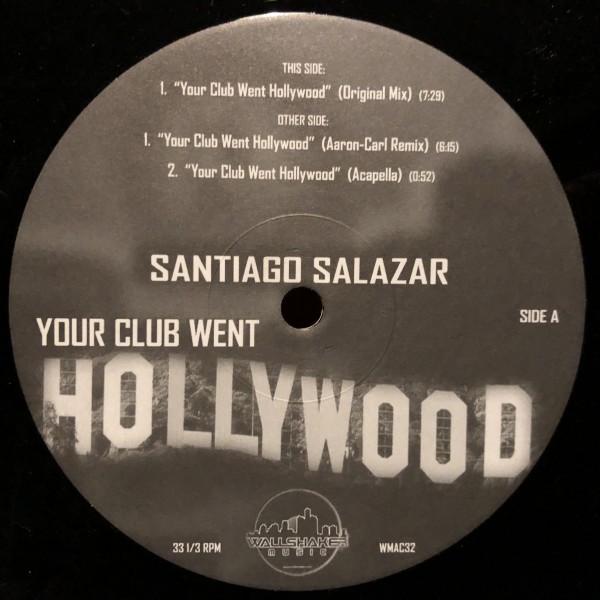 THIS SIDE:
1. "Your Club Went Hollywood" (Original Mix) (7:29)
OTHER SIDE:
1. "Your Club Went Hollywood" (Aaron-Carl Remix) (6:15)
2. "Your Club Went Hollywood" (Acapella) (0:52)
SANTIAGO SALAZAR
SIDE A
YOUR CLUB WENT
HOLLYWOOD
WALLSHAKER
MUSIC
33 1/3 RPM
WMAC32